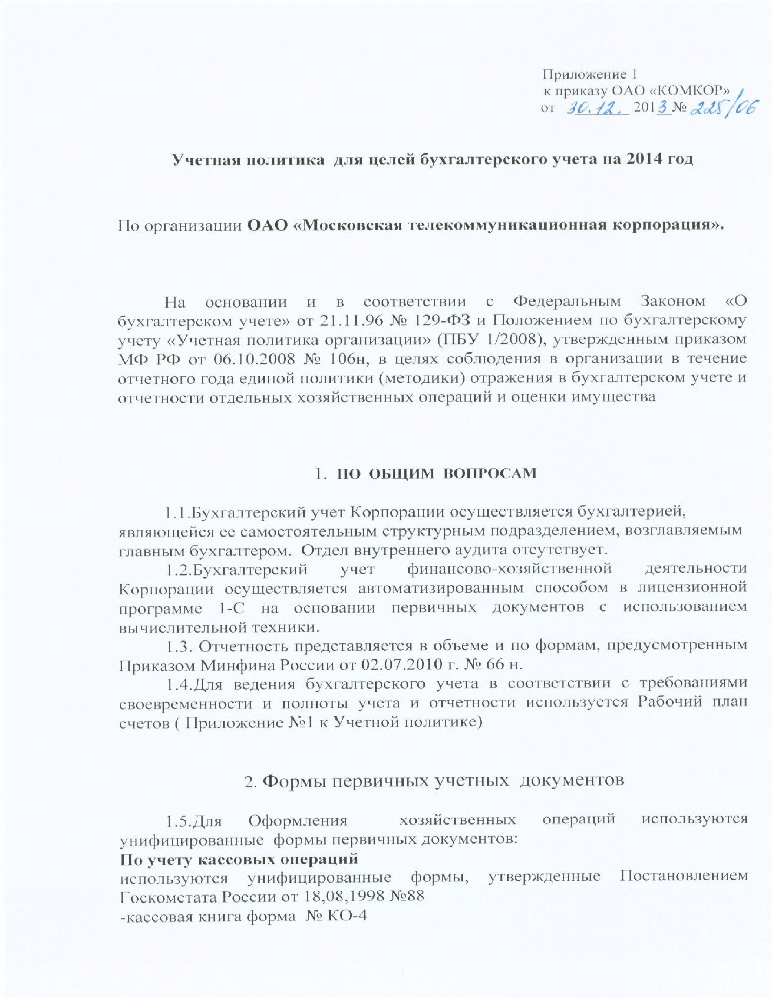 Приложение 1
к приказу ОАО «КОМКОР»
от 30.12. 2013 № 225/06
Учетная политика для целей бухгалтерского учета на 2014 год
По организации ОАО «Московская телекоммуникационная корпорация».
На основании и в соответствии с Федеральным Законом «О
бухгалтерском учете» от 21.11.96 № 129-ФЗ и Положением по бухгалтерскому
учету «Учетная политика организации» (ПБУ 1/2008), утвержденным приказом
МФ РФ от 06.10.2008 № 106н, в целях соблюдения в организации в течение
отчетного года единой политики (методики) отражения в бухгалтерском учете и
отчетности отдельных хозяйственных операций и оценки имущества
1. ПО ОБЩИМ ВОПРОСАМ
1.1.Бухгалтерский учет Корпорации осуществляется бухгалтерией,
являющейся ее самостоятельным структурным подразделением, возглавляемым
главным бухгалтером. Отдел внутреннего аудита отсутствует.
1.2.Бухгалтерский учет финансово-хозяйственной деятельности
Корпорации осуществляется автоматизированным способом в лицензионной
программе 1-С на основании первичных документов с использованием
вычислительной техники.
1.3. Отчетность представляется в объеме и по формам, предусмотренным
Приказом Минфина России от 02.07.2010 г. № 66 н.
1.4.Для ведения бухгалтерского учета в соответствии с требованиями
своевременности и полноты учета и отчетности используется Рабочий план
счетов ( Приложение №1 к Учетной политике)
2. Формы первичных учетных документов
1.5.Для Оформления хозяйственных операций используются
унифицированные формы первичных документов:
По учету кассовых операций
используются унифицированные формы, утвержденные Постановлением
Госкомстата России от 18,08,1998 №88
-кассовая книга форма № КО-4